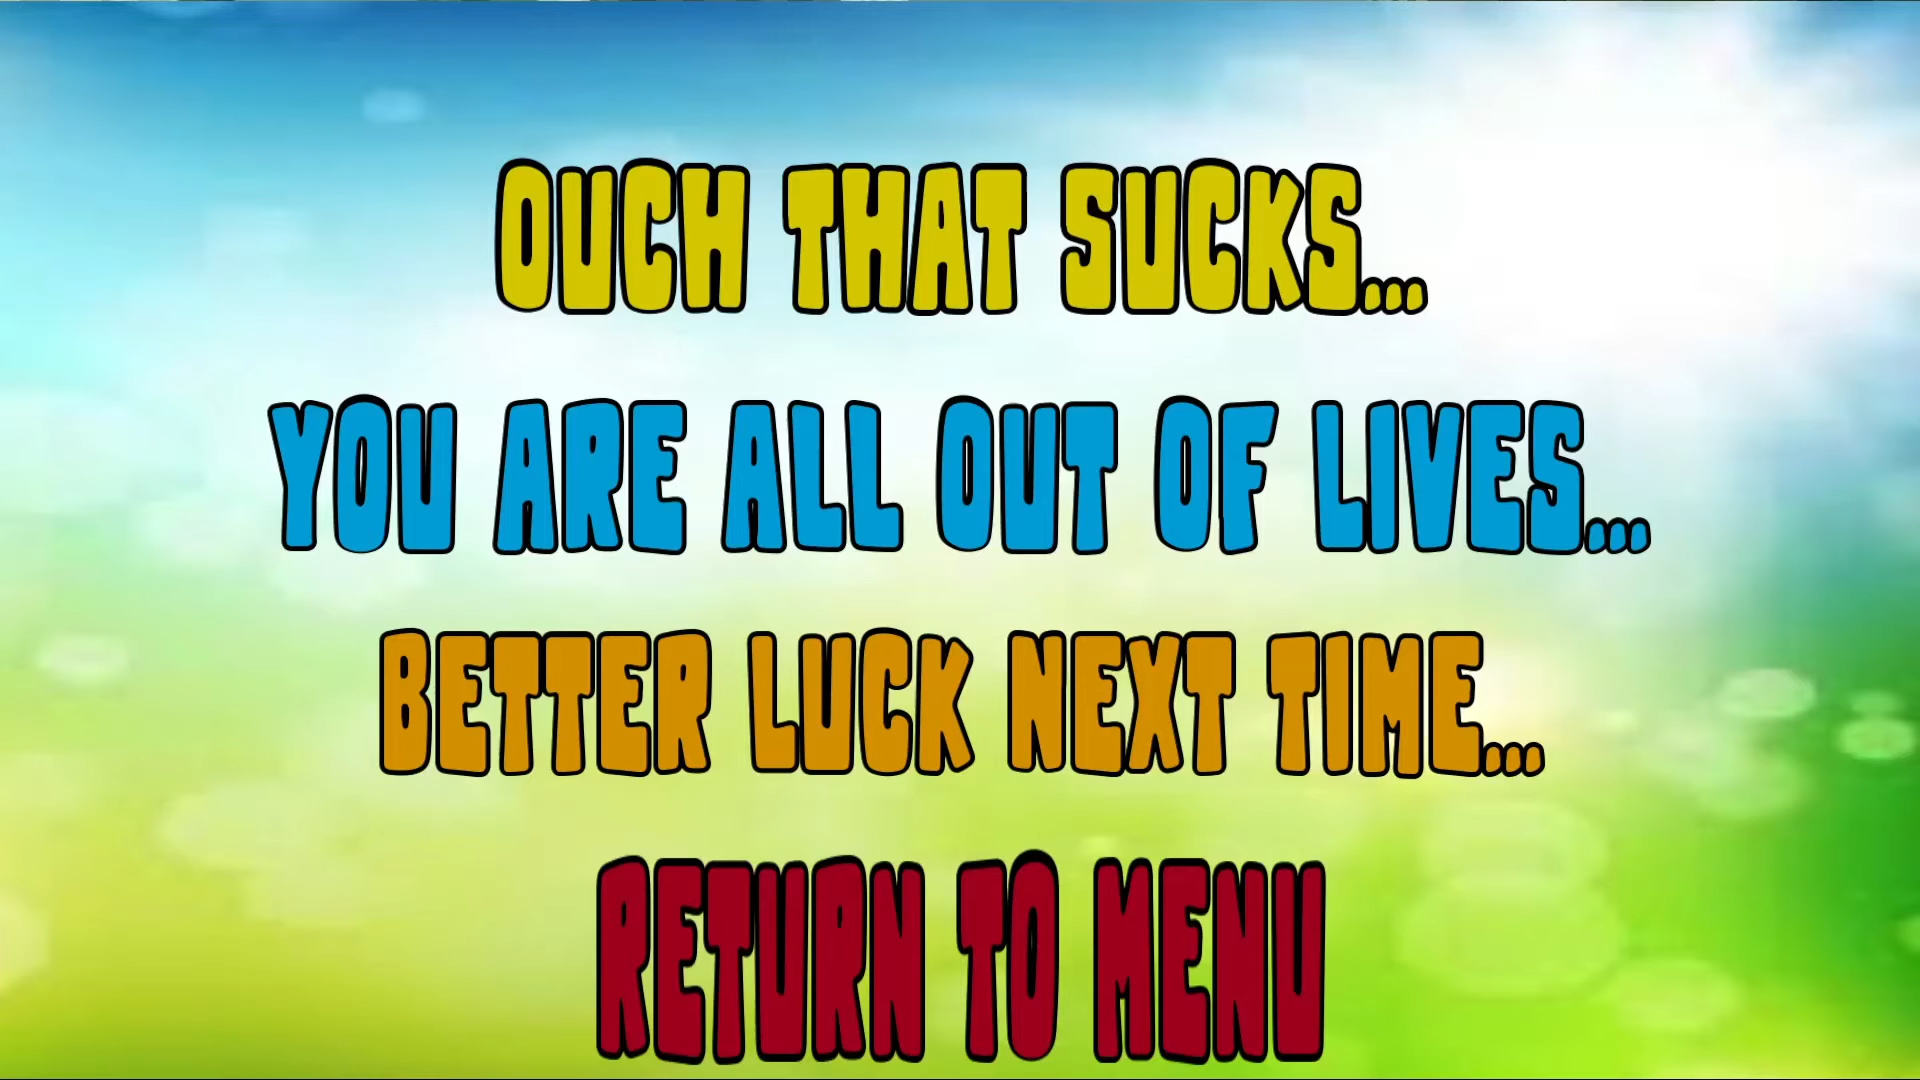 OUCH THAT SUCKS...
YOU ARE ALL OUT OF LIVES...
BETTER LUCK NEXT TIME...
RETURN TO MENU